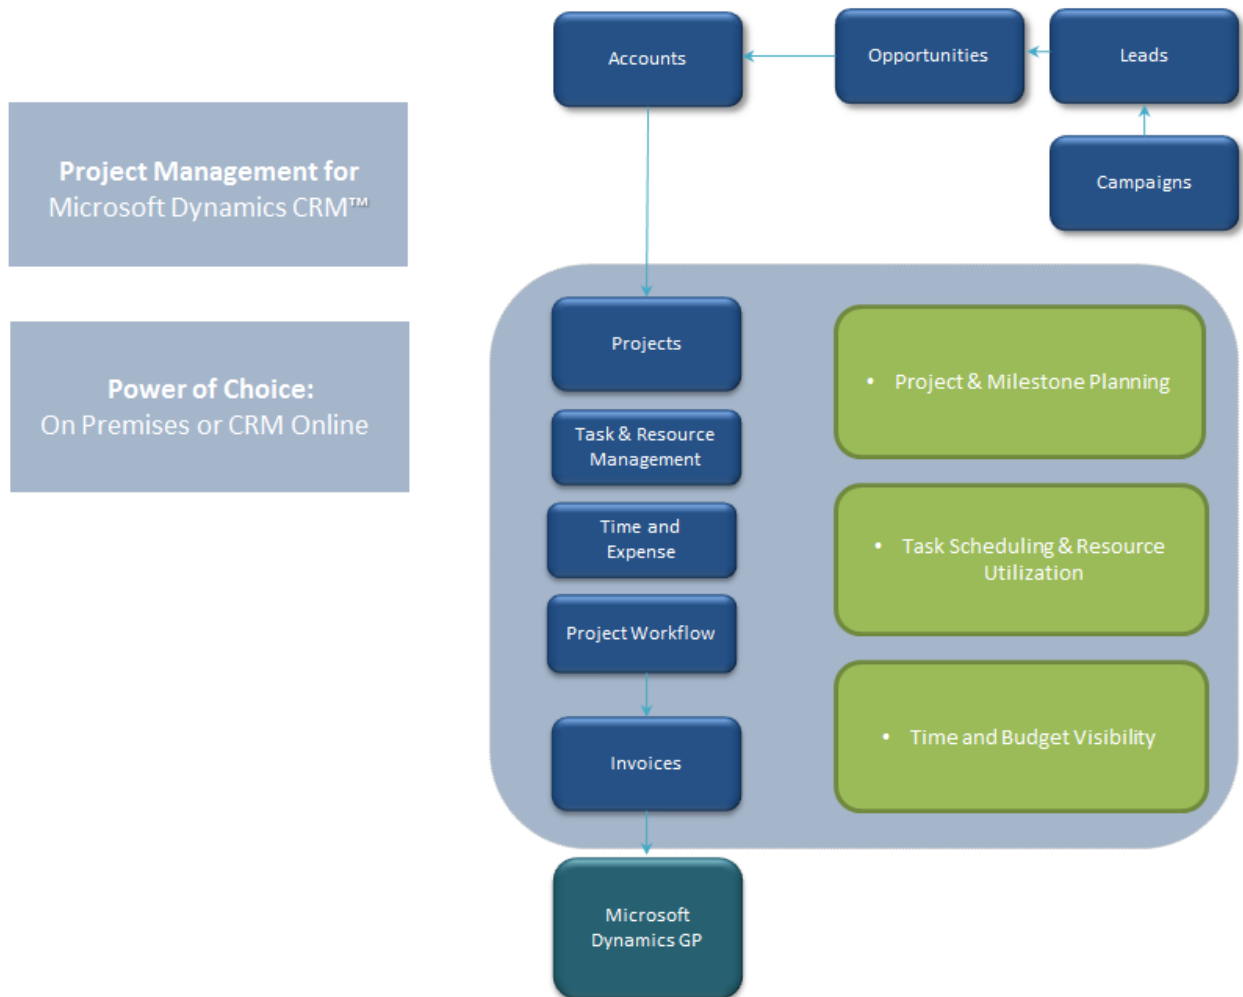 Accounts
Opportunities
Leads
Campaigns
Project Management for
Microsoft Dynamics CRM™
Power of Choice:
On Premises or CRM Online
Projects
Task & Resource
Management
Time and
Expense
Project Workflow
Invoices
• Project & Milestone Planning
• Task Scheduling & Resource
Utilization
• Time and Budget Visibility
Microsoft
Dynamics GP